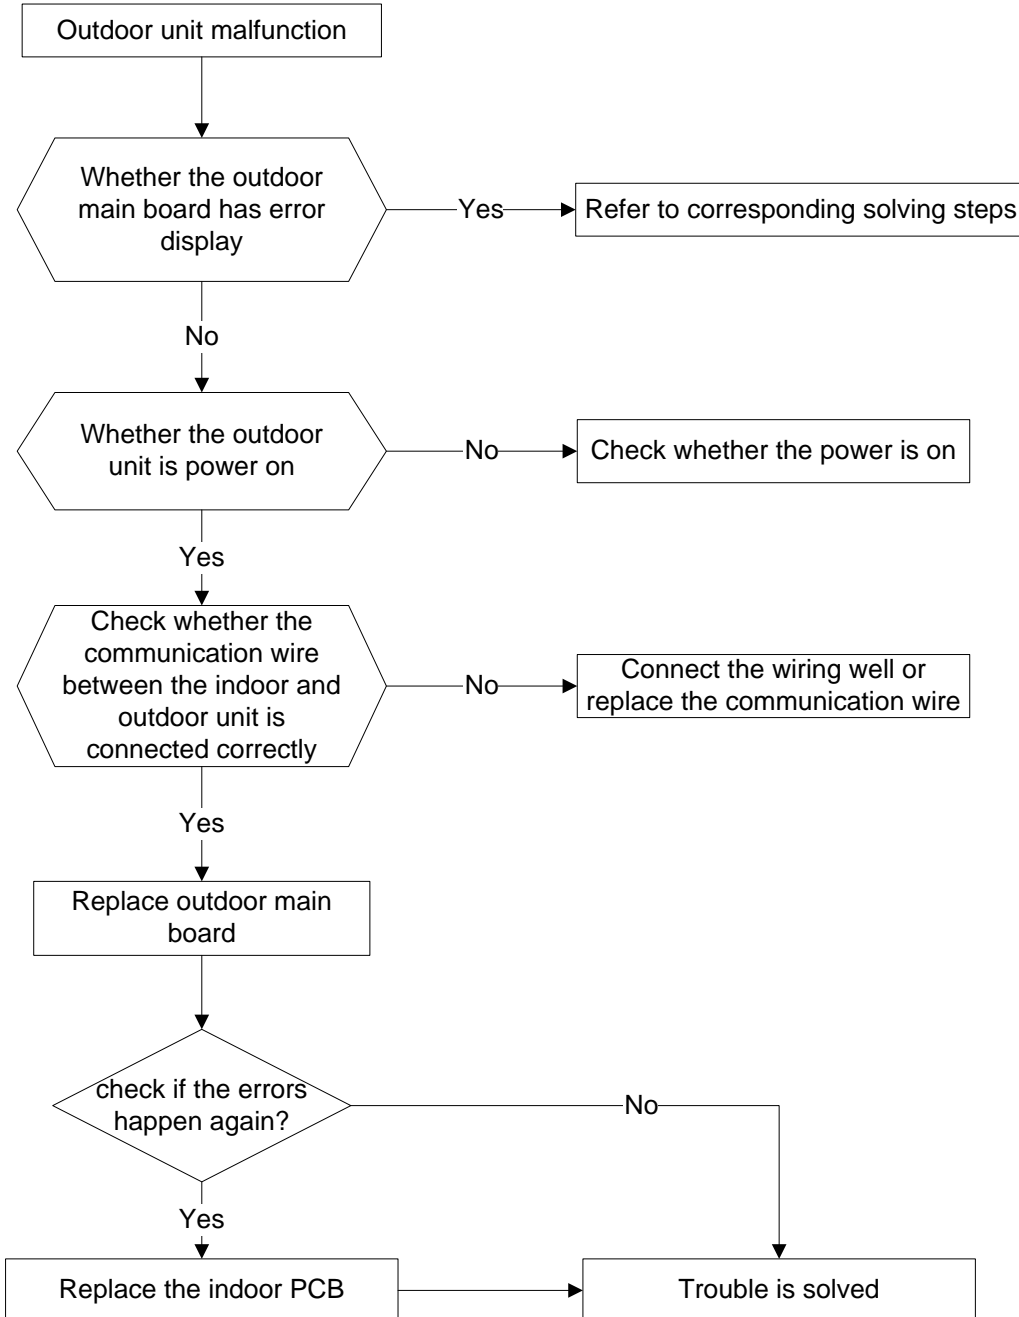 Outdoor unit malfunction
Whether the outdoor
main board has error
display
Yes
Refer to corresponding solving steps
No
Whether the outdoor
unit is power on
No
Check whether the power is on
Yes
Check whether the
communication wire
between the indoor and
outdoor unit is
connected correctly
No
Connect the wiring well or
replace the communication wire
Yes
Replace outdoor main
board
check if the errors
happen again?
No
Yes
Replace the indoor PCB
Trouble is solved